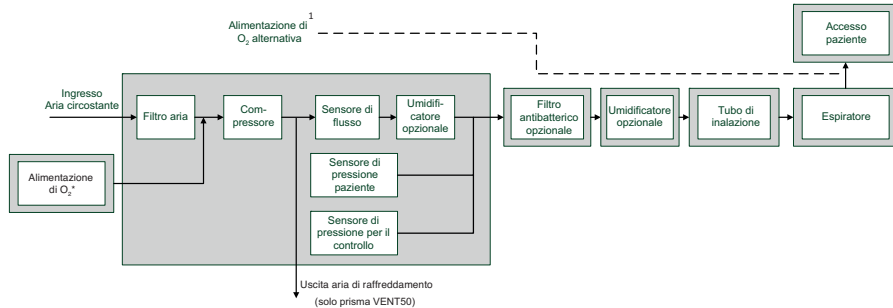 Alimentazione di 1
O2 alternativa
Accesso
paziente
Ingresso
Aria circostante
Filtro aria
Com-
pressore
Sensore di
flusso
Umidifi-
catore
opzionale
Filtro
antibatterico
opzionale
Umidificatore
opzionale
Tubo di
inalazione
Espiratore
Alimentazione
di O2*
Sensore di
pressione
paziente
Sensore di
pressione per il
controllo
Uscita aria di raffreddamento
(solo prisma VENT50)